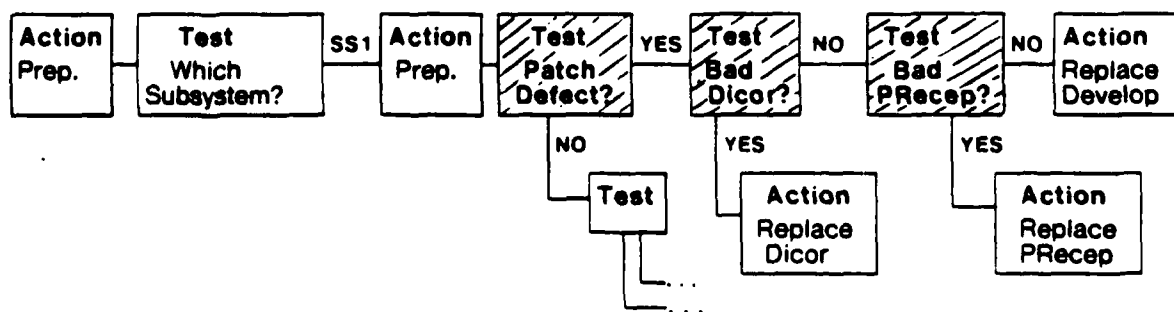 Action
Prep.
Test
Which
Subsystem?
SS1
Action
Prep.
Test
Patch
Defect?
YES
Test
Bad
Dicor?
NO
Test
Bad
PRecep?
NO
Action
Replace
Develop
NO
Test
. . .
. . .
YES
Action
Replace
Dicor
YES
Action
Replace
PRecep